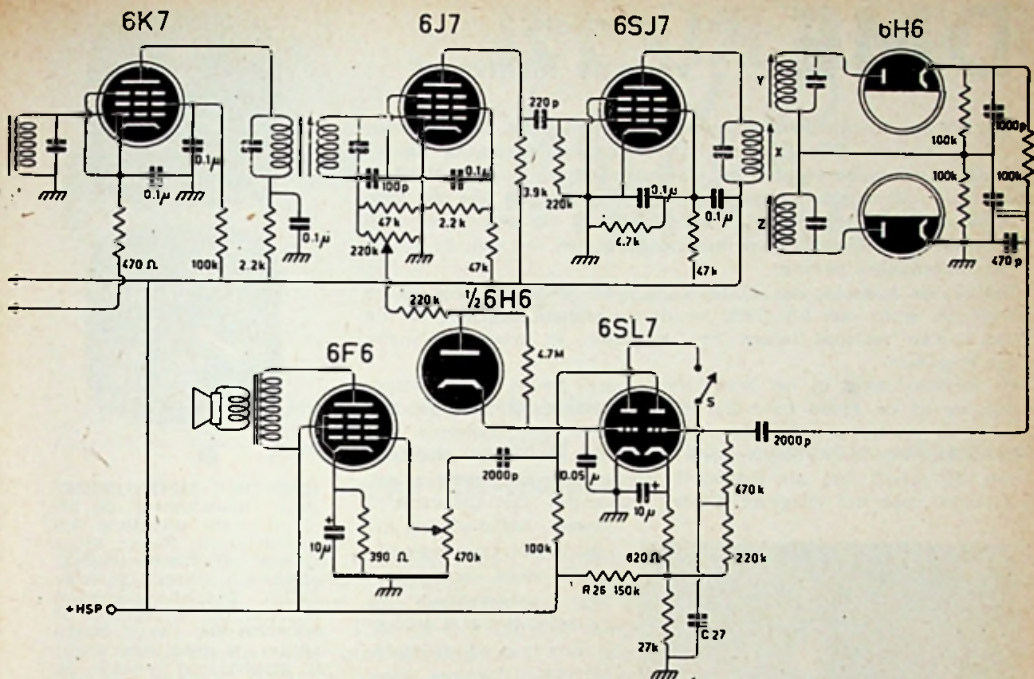 6K7
6J7
6SJ7
6H6
220p
Y
X
Z
0.1µ
0.1µ
0.1µ
100p
0.1µ
47k
2.2k
220k
3.9k
220k
0.1µ
0.1µ
4.7k
47k
100k
1000p
100k
100k
470p
470 Ω
100k
2.2k
47k
220k
½6H6
6F6
4.7M
6SL7
S
2000p
0.05 µ
10µ
2000p
470k
10µ
390 Ω
470k
100k
820Ω
220k
R26 150k
+HSP
27k
C 27